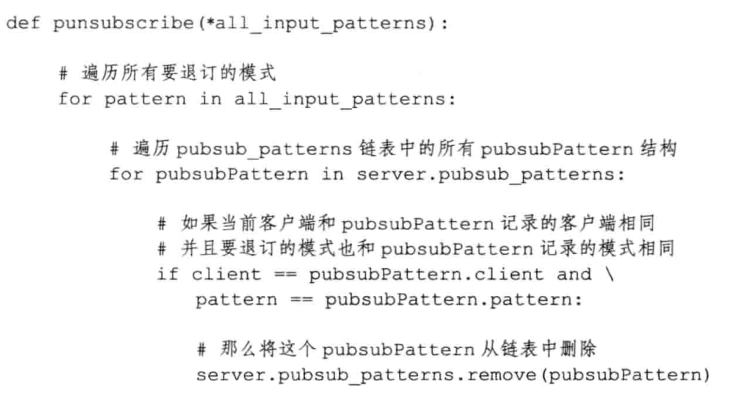 def punsubscribe(*all_input_patterns):
# 遍历所有要退订的模式
for pattern in all_input_patterns:
# 遍历 pubsub_patterns 链表中的所有 pubsubPattern 结构
for pubsubPattern in server.pubsub_patterns:
# 如果当前客户端和 pubsubPattern 记录的客户端相同
# 并且要退订的模式也和 pubsubPattern 记录的模式相同
if client == pubsubPattern.client and \
pattern == pubsubPattern.pattern:
# 那么将这个 pubsubPattern 从链表中删除
server.pubsub_patterns.remove(pubsubPattern)